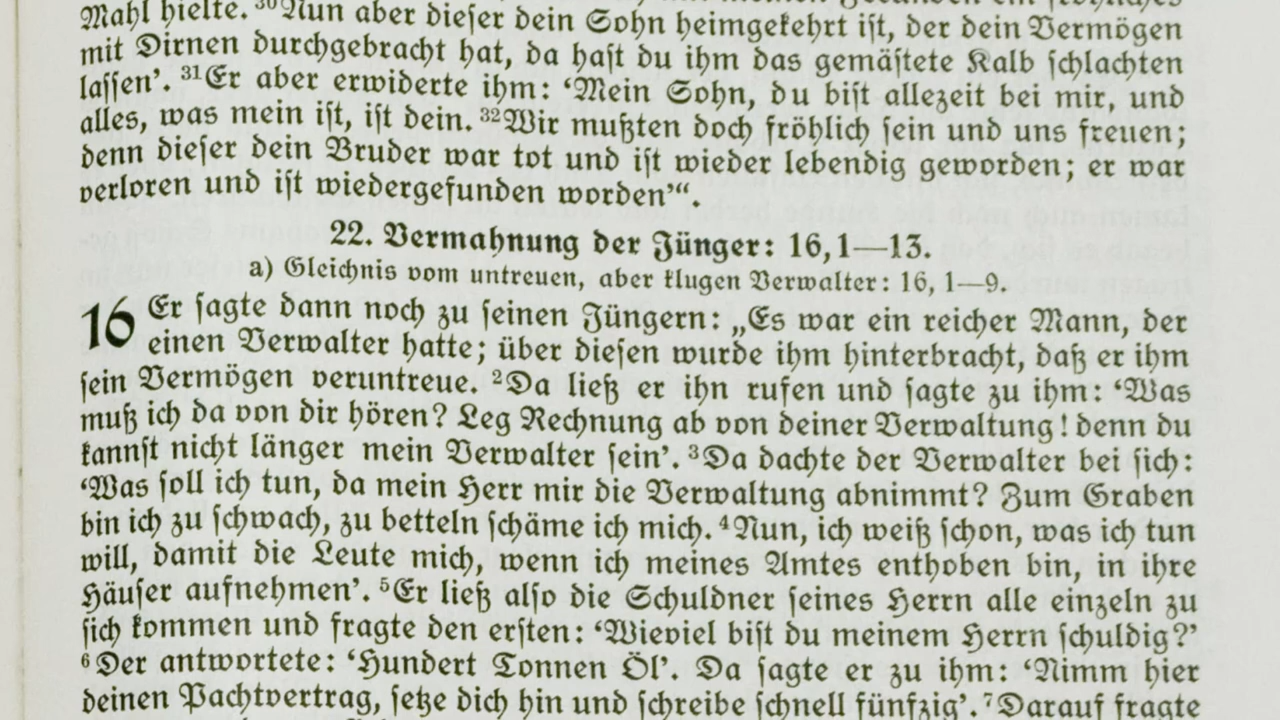 Mahl hielte. ³⁰Nun aber dieser dein Sohn heimgekehrt ist, der dein Vermögen
mit Dirnen durchgebracht hat, da hast du ihm das gemästete Kalb schlachten
lassen’. ³¹Er aber erwiderte ihm: ‘Mein Sohn, du bist allezeit bei mir, und
alles, was mein ist, ist dein. ³²Wir mußten doch fröhlich sein und uns freuen;
denn dieser dein Bruder war tot und ist wieder lebendig geworden; er war
verloren und ist wiedergefunden worden’“.
22. Vermahnung der Jünger: 16,1—13.
a) Gleichnis vom untreuen, aber klugen Verwalter: 16, 1—9.
16 Er sagte dann noch zu seinen Jüngern: „Es war ein reicher Mann, der
einen Verwalter hatte; über diesen wurde ihm hinterbracht, daß er ihm
sein Vermögen veruntreue. ²Da ließ er ihn rufen und sagte zu ihm: ‘Was
muß ich da von dir hören? Leg Rechnung ab von deiner Verwaltung! denn du
kannst nicht länger mein Verwalter sein’. ³Da dachte der Verwalter bei sich:
‘Was soll ich tun, da mein Herr mir die Verwaltung abnimmt? Zum Graben
bin ich zu schwach, zu betteln schäme ich mich. ⁴Nun, ich weiß schon, was ich tun
will, damit die Leute mich, wenn ich meines Amtes enthoben bin, in ihre
Häuser aufnehmen’. ⁵Er ließ also die Schuldner seines Herrn alle einzeln zu
sich kommen und fragte den ersten: ‘Wieviel bist du meinem Herrn schuldig?’
⁶Der antwortete: ‘Hundert Tonnen Öl’. Da sagte er zu ihm: ‘Nimm hier
deinen Pachtvertrag, setze dich hin und schreibe schnell fünfzig’. ⁷Darauf fragte